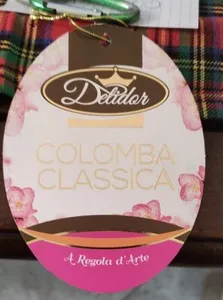 Delidor
COLOMBA
CLASSICA
A Regola d'Arte